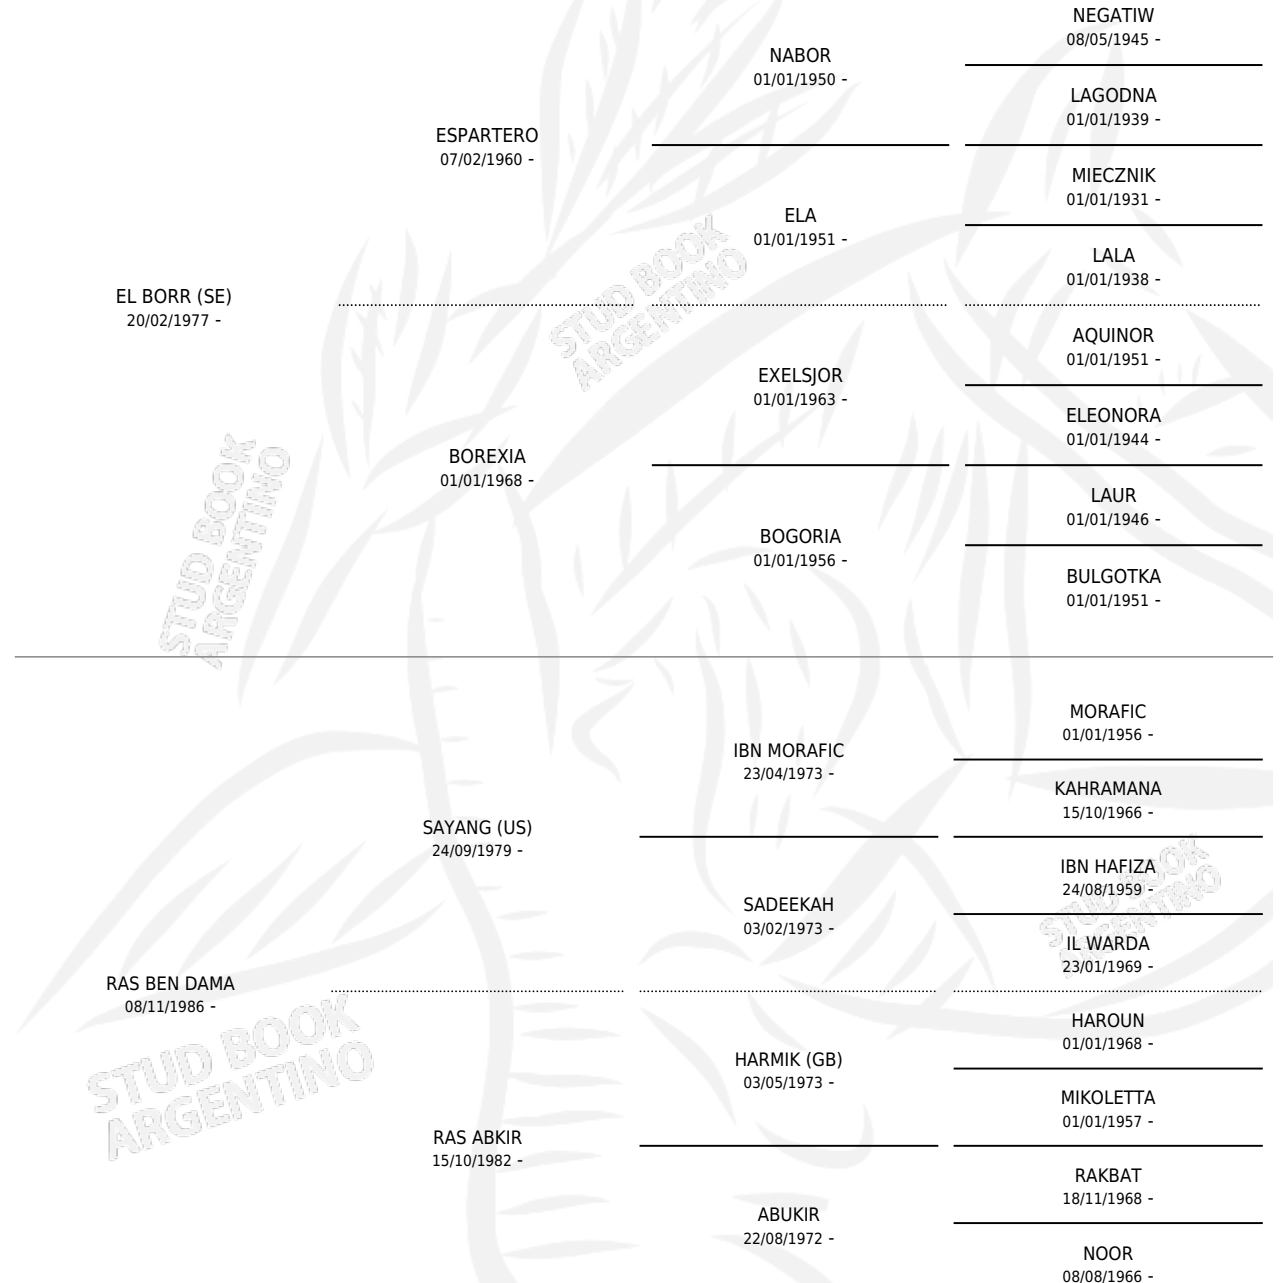 NEGATIW
08/05/1945 -
NABOR
01/01/1950 -
LAGODNA
01/01/1939 -
ESPARTERO
07/02/1960 -
MIECZNIK
01/01/1931 -
ELA
01/01/1951 -
LALA
01/01/1938 -
EL BORR (SE)
20/02/1977 -
AQUINOR
01/01/1951 -
EXELSJOR
01/01/1963 -
ELEONORA
01/01/1944 -
BOREXIA
01/01/1968 -
LAUR
01/01/1946 -
BOGORIA
01/01/1956 -
BULGOTKA
01/01/1951 -
STUD BOOK
ARGENTINO
STUD BOOK
ARGENTINO
MORAFIC
01/01/1956 -
IBN MORAFIC
23/04/1973 -
KAHRAMANA
15/10/1966 -
SAYANG (US)
24/09/1979 -
IBN HAFIZA
24/08/1959 -
SADEEKAH
03/02/1973 -
IL WARDA
23/01/1969 -
RAS BEN DAMA
08/11/1986 -
HAROUN
01/01/1968 -
HARMIK (GB)
03/05/1973 -
MIKOLETTA
01/01/1957 -
RAS ABKIR
15/10/1982 -
RAKBAT
18/11/1968 -
ABUKIR
22/08/1972 -
NOOR
08/08/1966 -
STUD BOOK
ARGENTINO
STUD BOOK
ARGENTINO